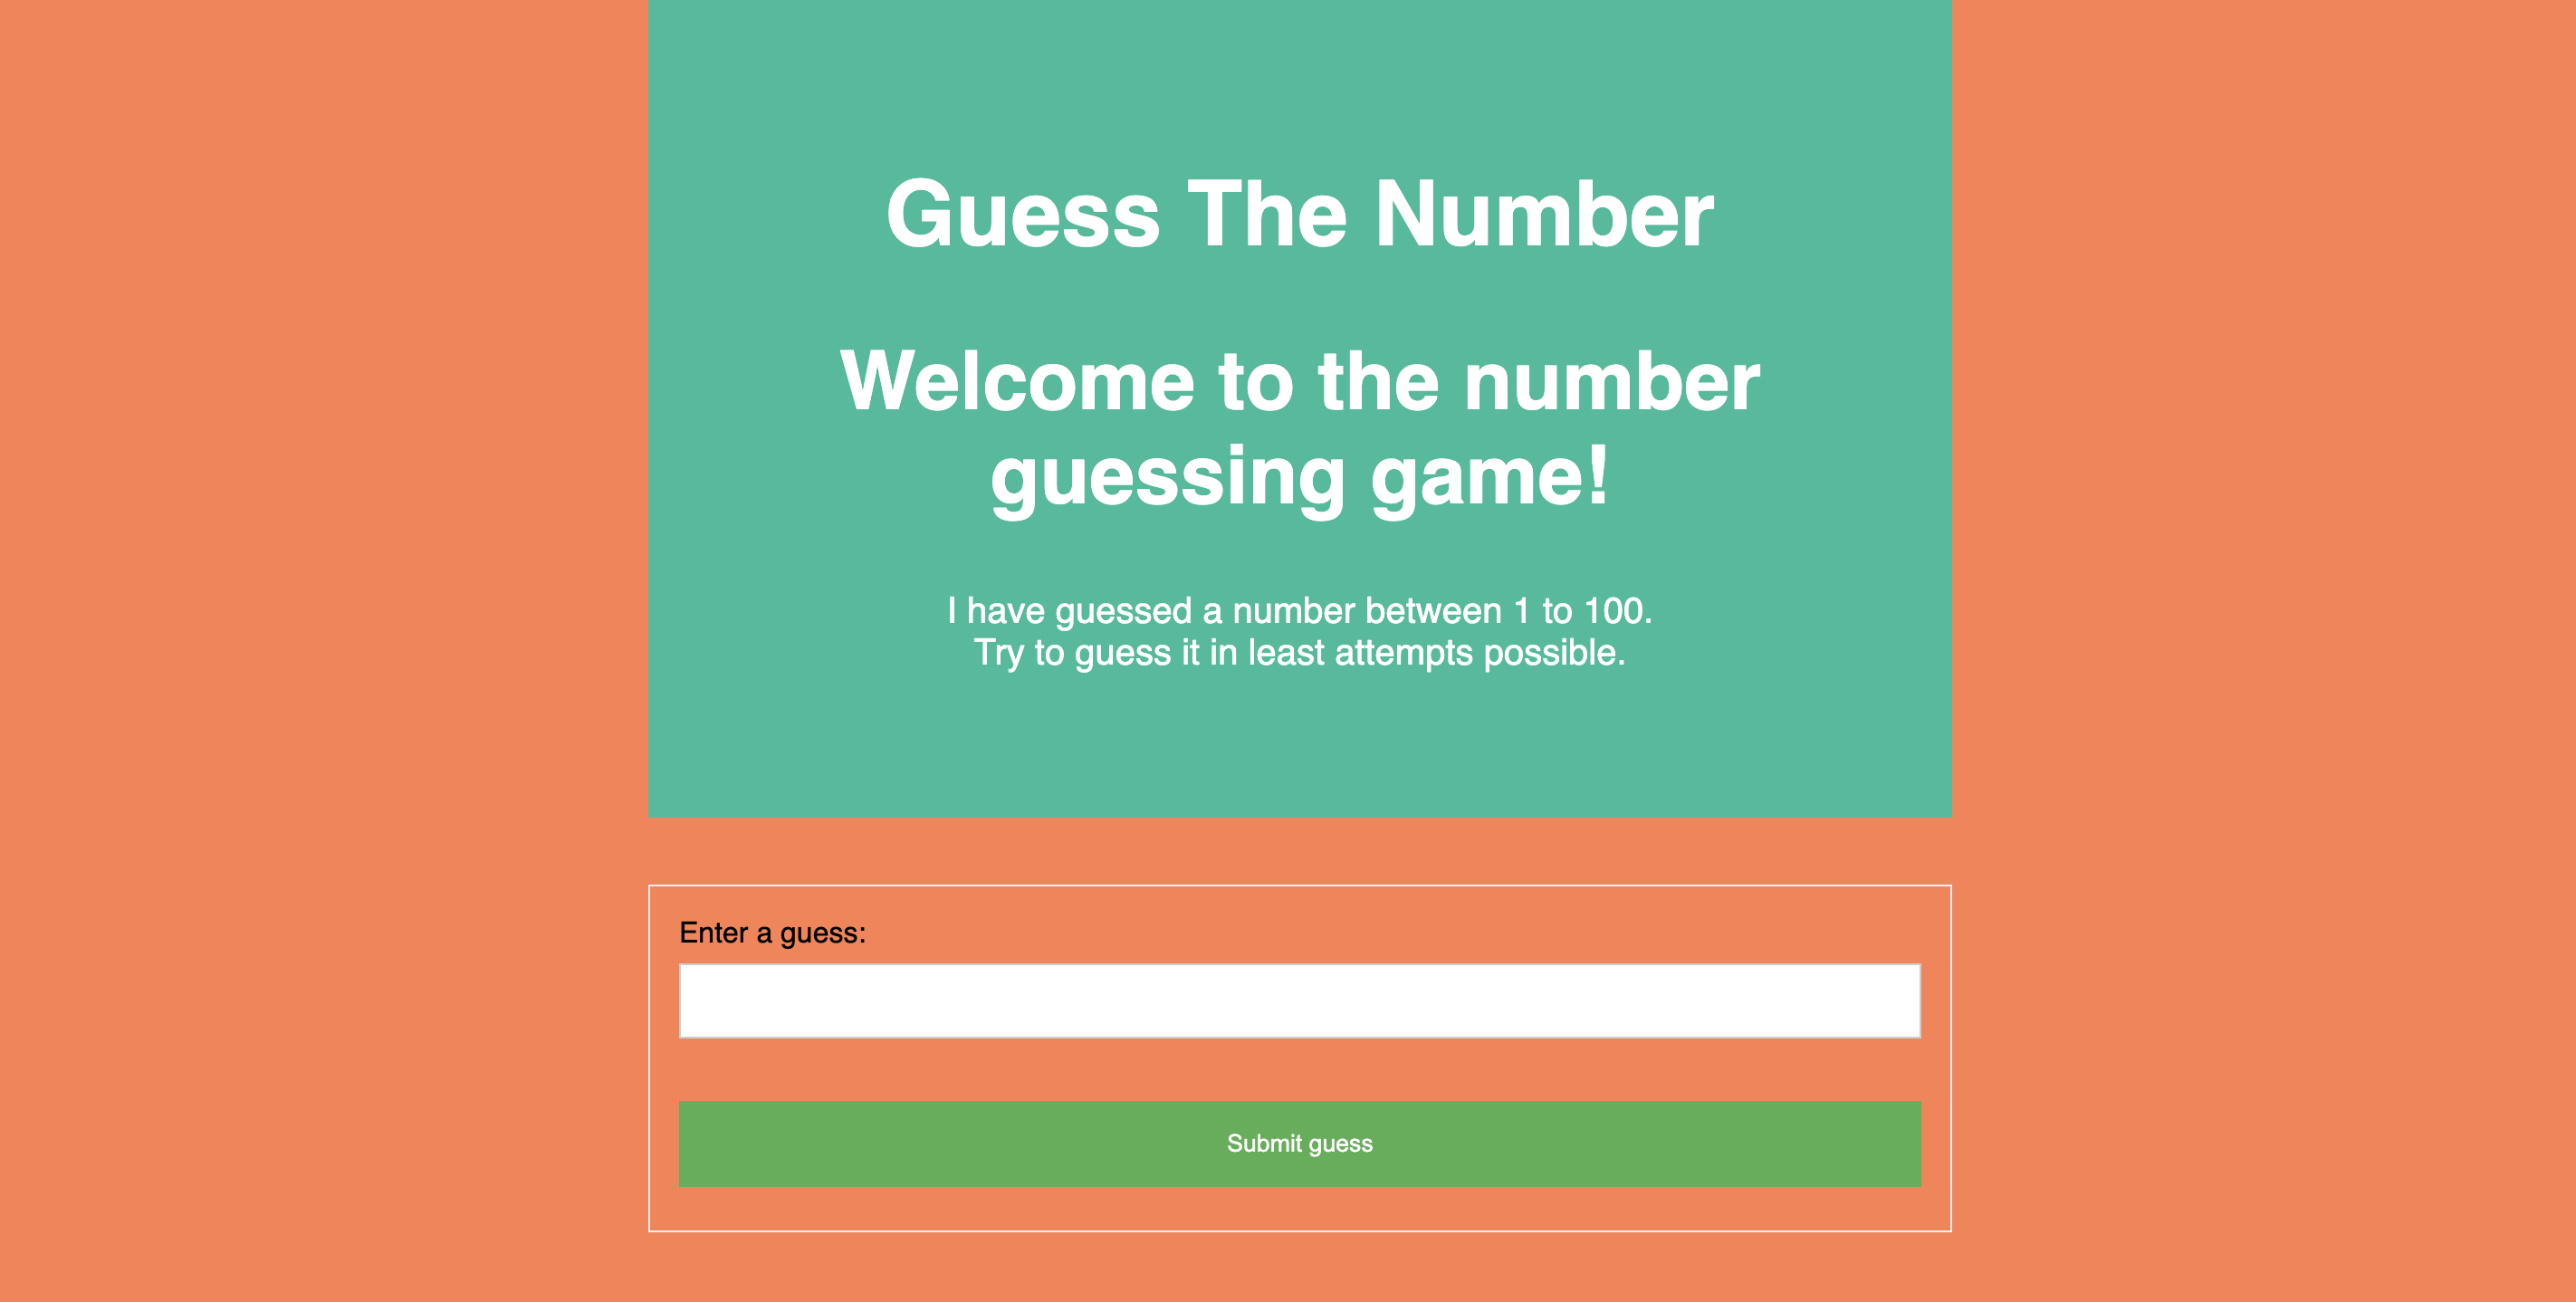 Guess The Number
Welcome to the number
guessing game!
I have guessed a number between 1 to 100.
Try to guess it in least attempts possible.
Enter a guess:
Submit guess